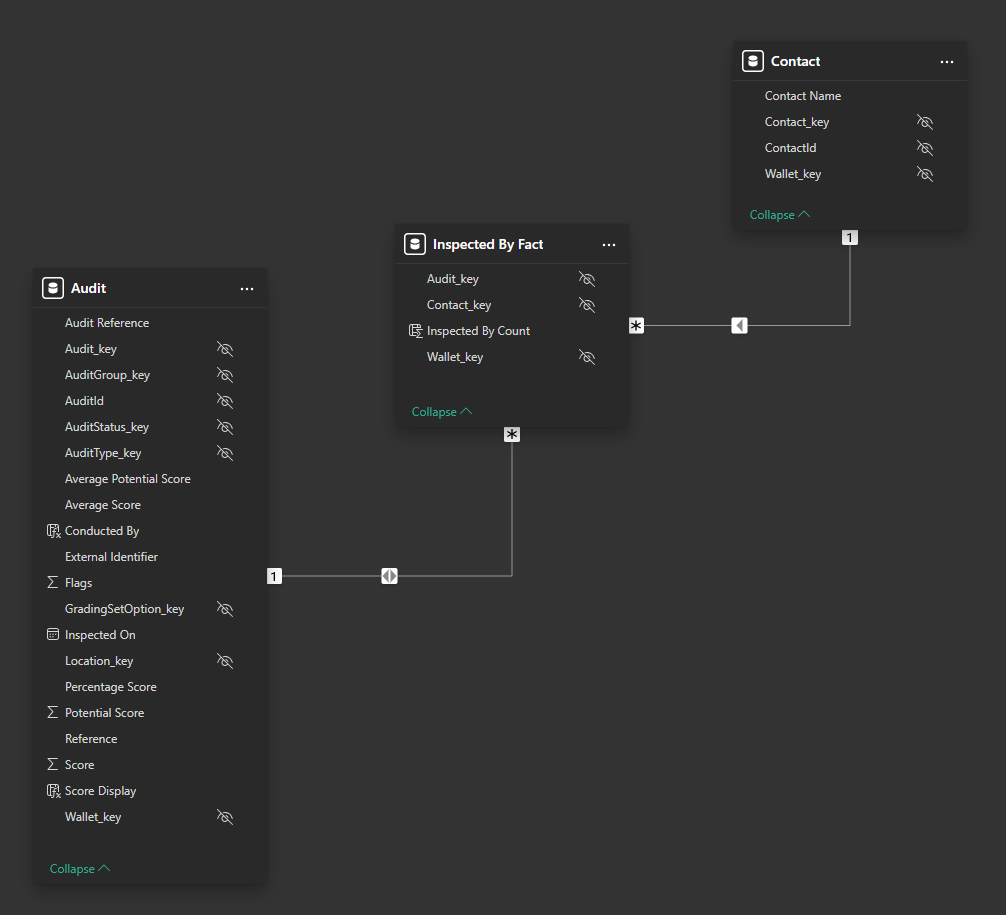 Contact
Contact Name
Contact_key
ContactId
Wallet_key
Collapse
1
Inspected By Fact
Audit_key
Contact_key
Inspected By Count
Wallet_key
Collapse
*
*
Audit
Audit Reference
Audit_key
AuditGroup_key
AuditId
AuditStatus_key
AuditType_key
Average Potential Score
Average Score
Conducted By
External Identifier
Flags
GradingSetOption_key
Inspected On
Location_key
Percentage Score
Potential Score
Reference
Score
Score Display
Wallet_key
Collapse
1